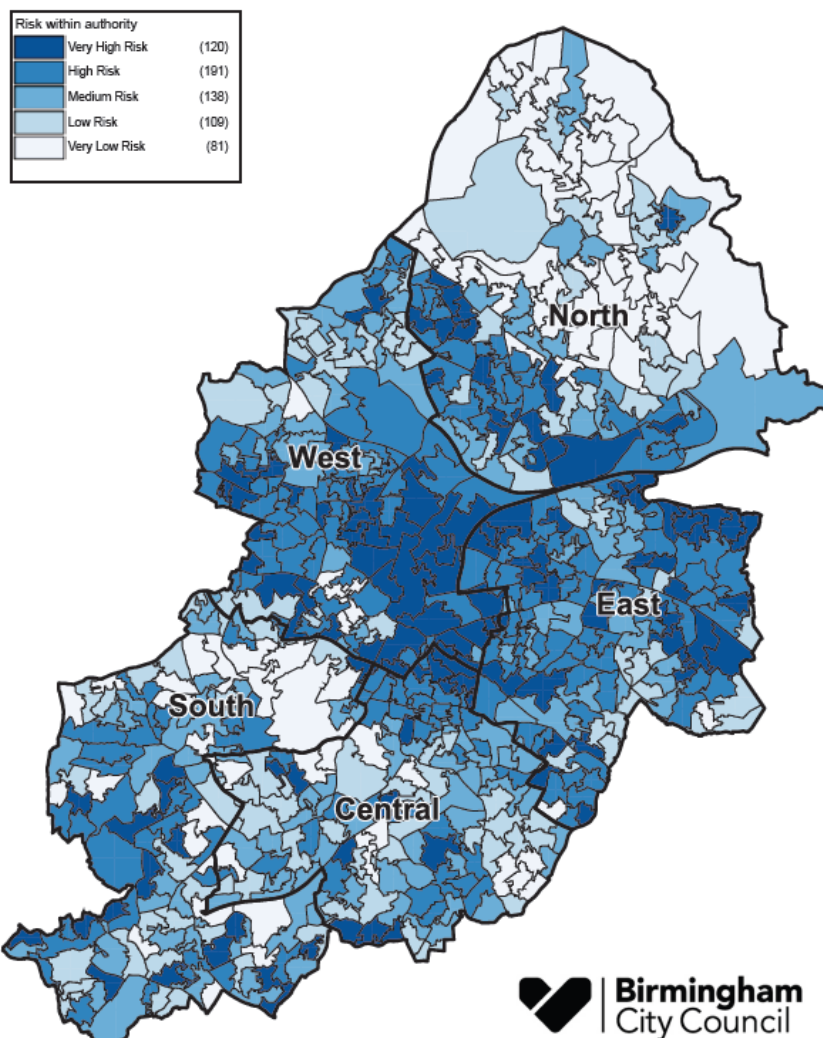 Risk within authority
Very High Risk (120)
High Risk (191)
Medium Risk (138)
Low Risk (109)
Very Low Risk (81)
North
West
East
South
Central
Birmingham
City Council